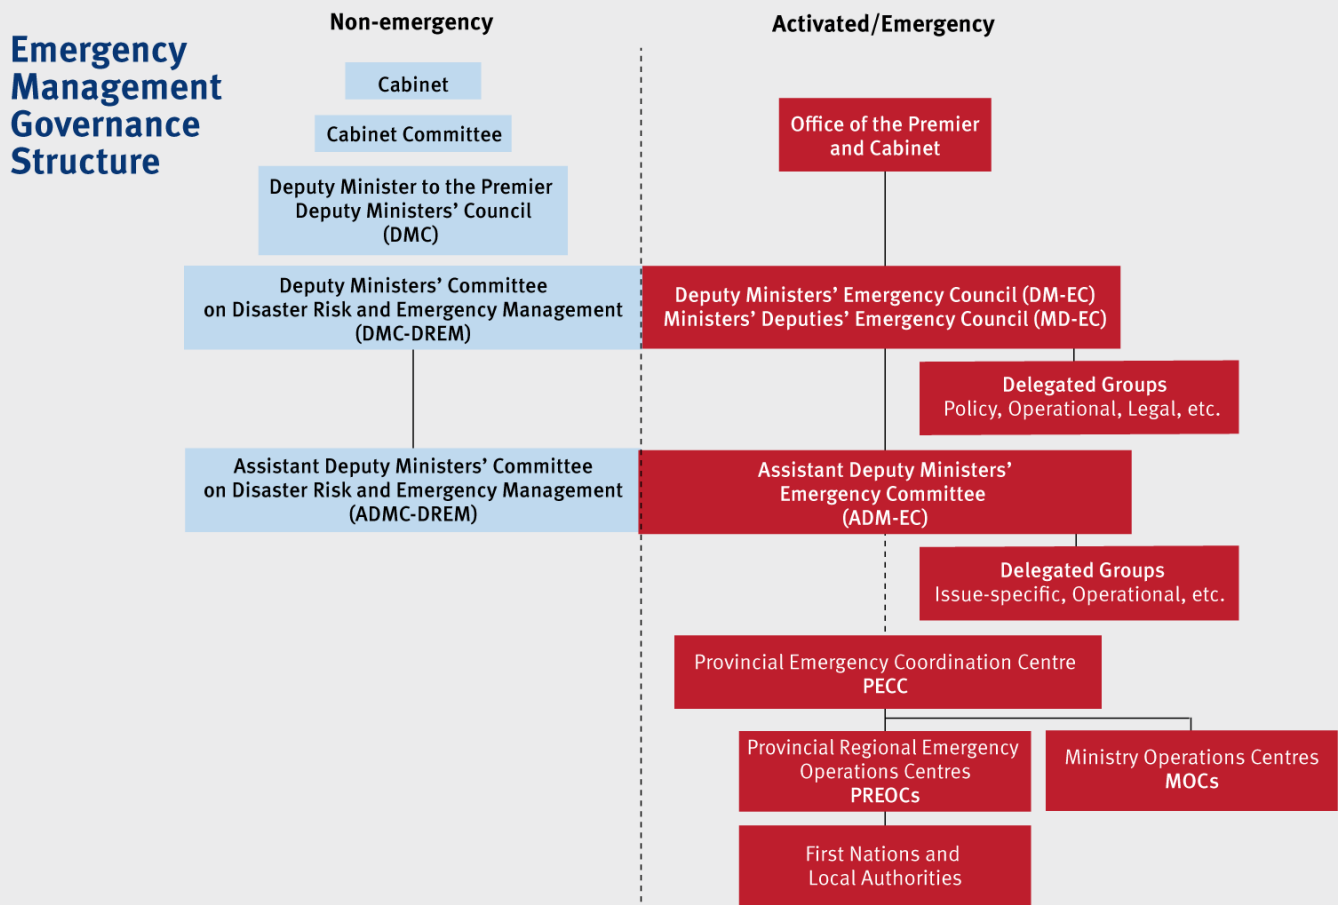 Emergency
Management
Governance
Structure
Non-emergency
Activated/Emergency
Cabinet
Cabinet Committee
Deputy Minister to the Premier
Deputy Ministers’ Council
(DMC)
Deputy Ministers’ Committee
on Disaster Risk and Emergency Management
(DMC-DREM)
Assistant Deputy Ministers’ Committee
on Disaster Risk and Emergency Management
(ADMC-DREM)
Office of the Premier
and Cabinet
Deputy Ministers’ Emergency Council (DM-EC)
Ministers’ Deputies’ Emergency Council (MD-EC)
Delegated Groups
Policy, Operational, Legal, etc.
Assistant Deputy Ministers’
Emergency Committee
(ADM-EC)
Delegated Groups
Issue-specific, Operational, etc.
Provincial Emergency Coordination Centre
PECC
Provincial Regional Emergency
Operations Centres
PREOCs
Ministry Operations Centres
MOCs
First Nations and
Local Authorities